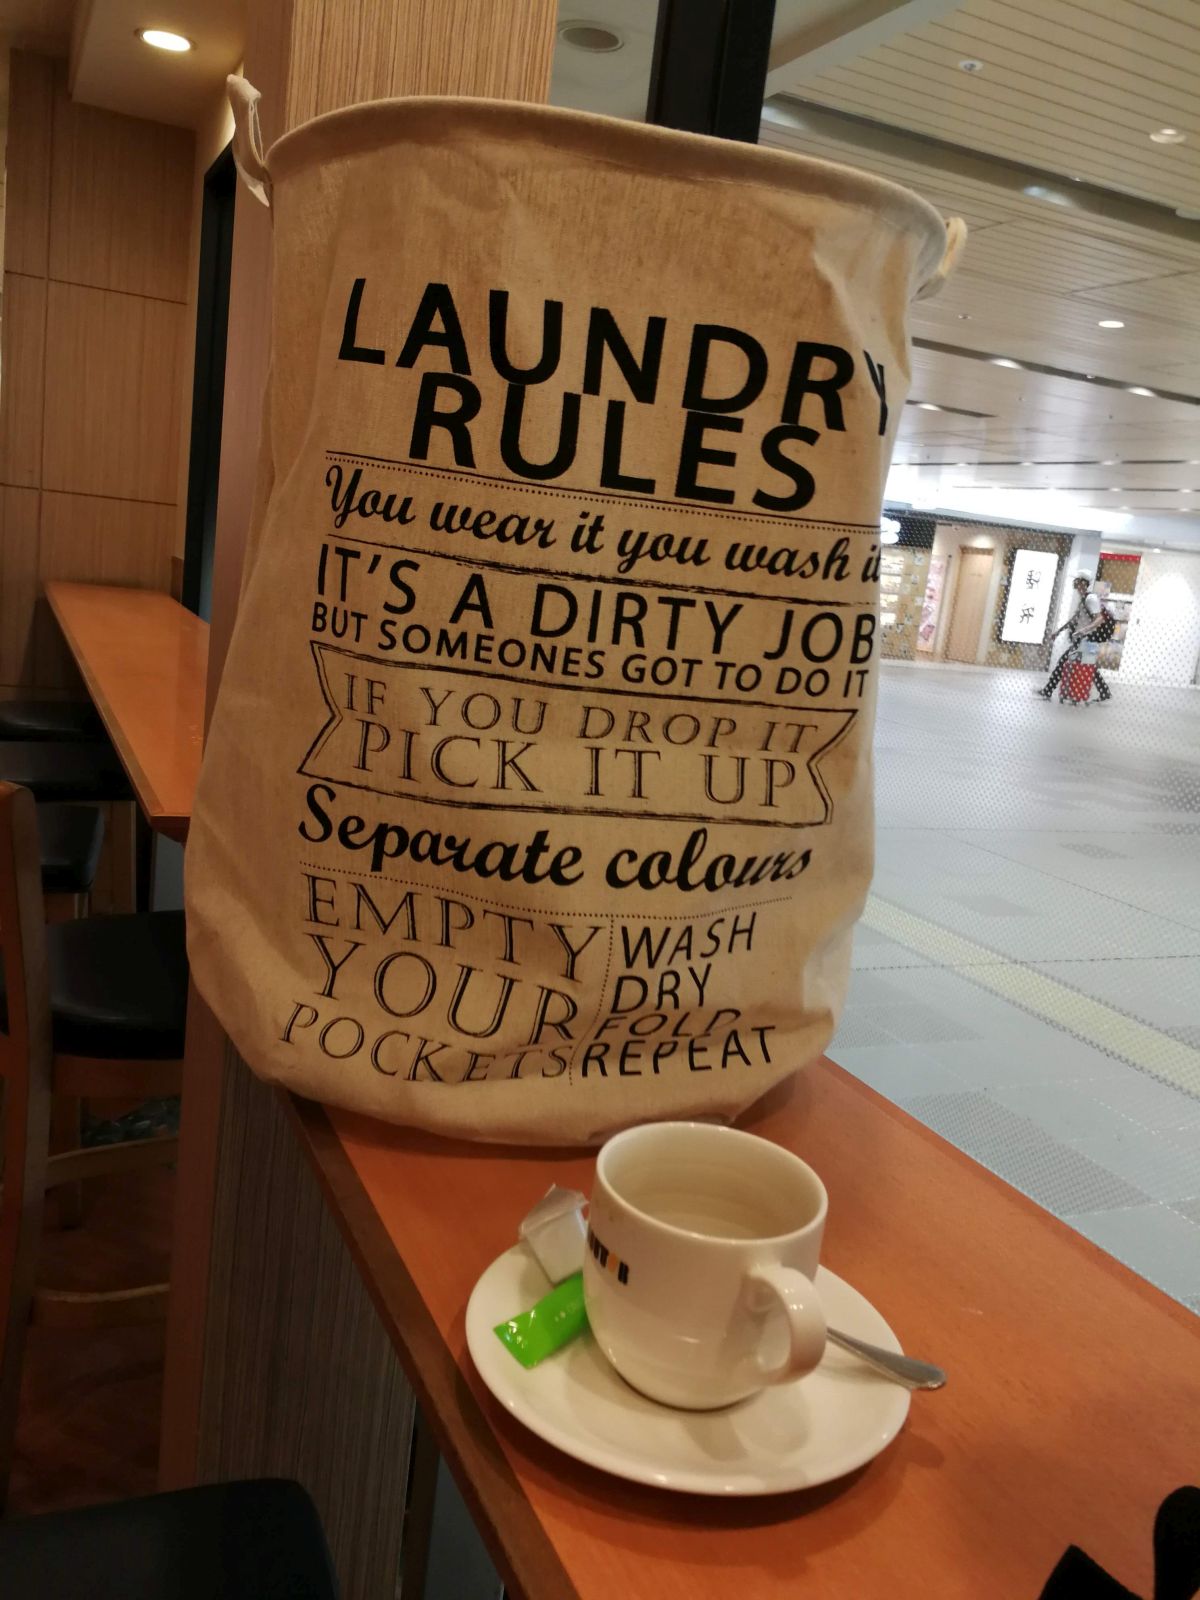 LAUNDRY
RULES
You wear it you wash it
IT'S A DIRTY JOB
BUT SOMEONES GOT TO DO IT
IF YOU DROP IT
PICK IT UP
Separate colours
EMPTY
YOUR
POCKETS
WASH
DRY
FOLD
REPEAT